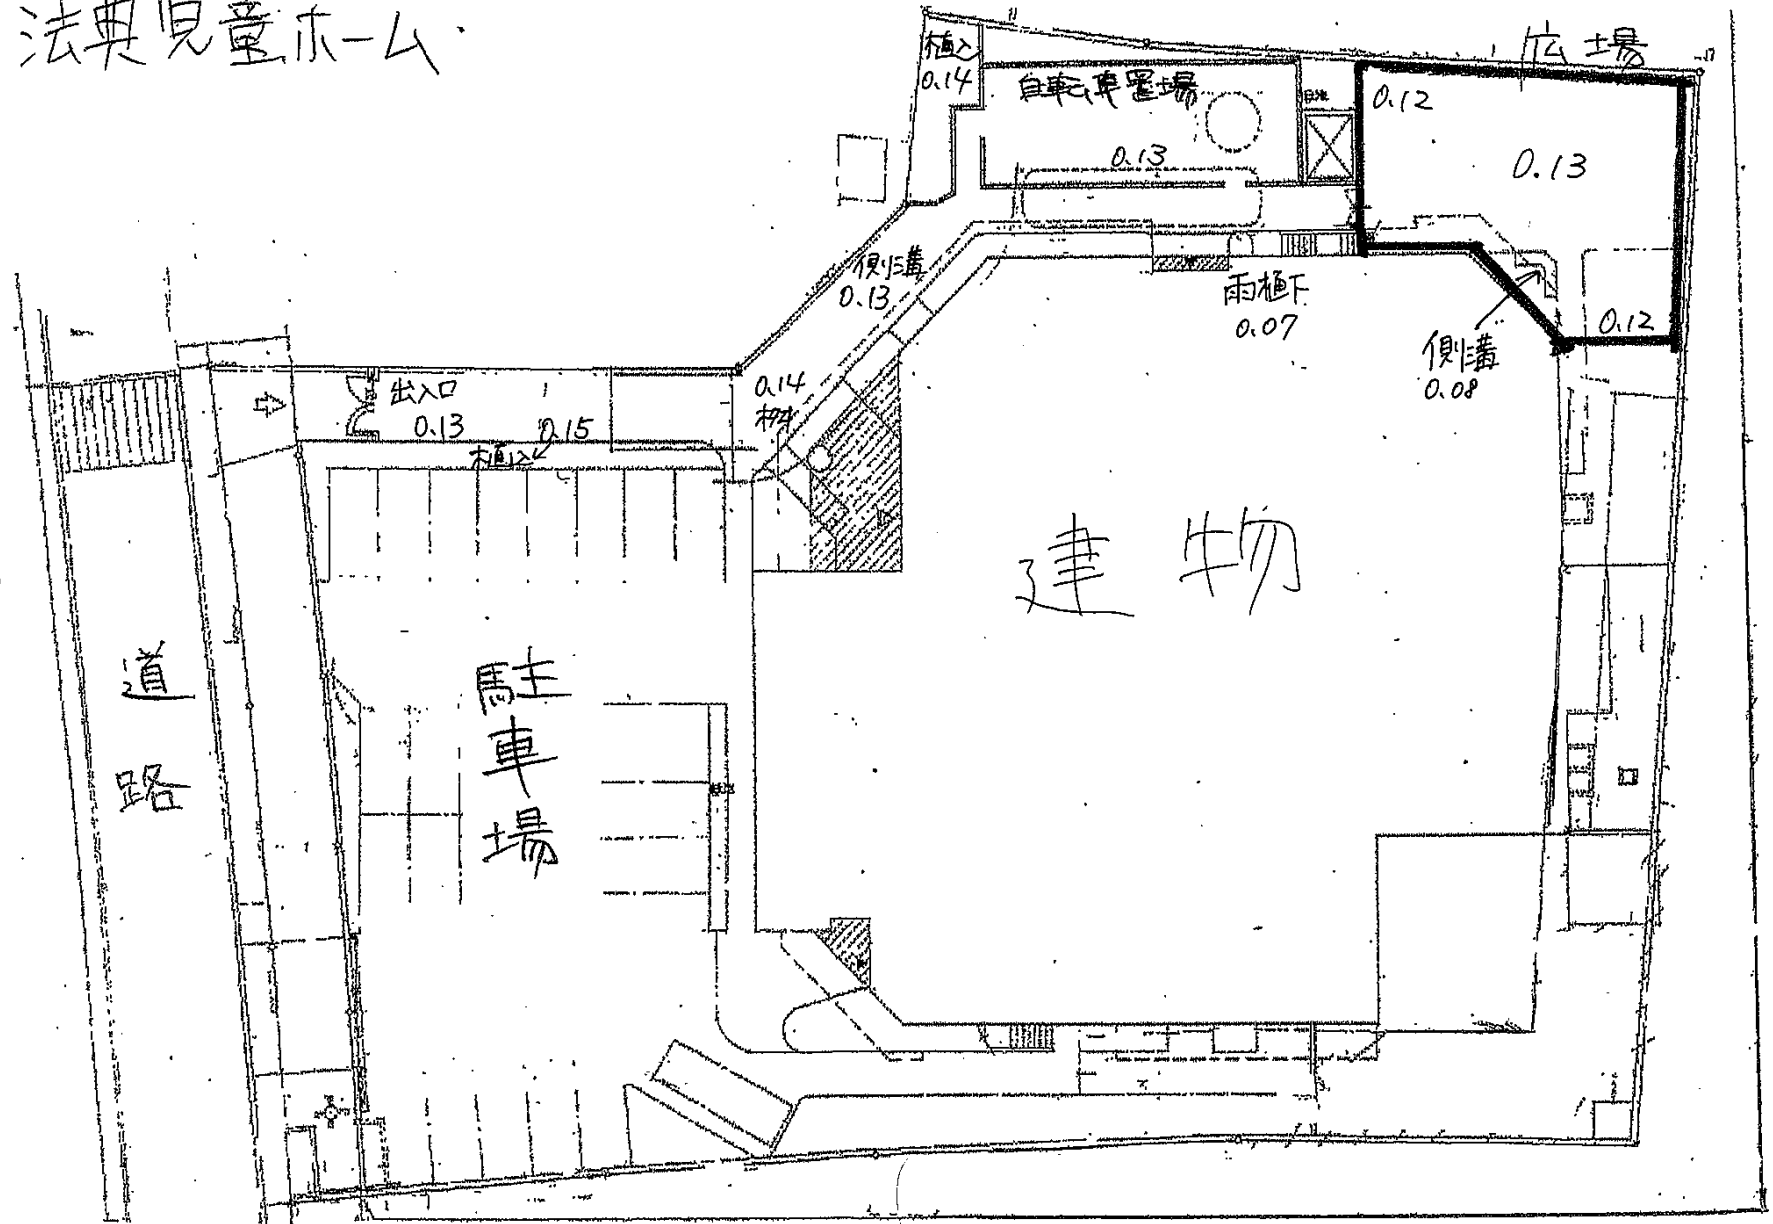 法典児童ホーム
広場
植込
0.14
自転車置場
0.12
0.13
0.13
側溝
0.13
雨樋下
0.07
0.12
側溝
0.08
出入口
0.13
0.15
植込
0.14
桝
建物
道路
駐車場